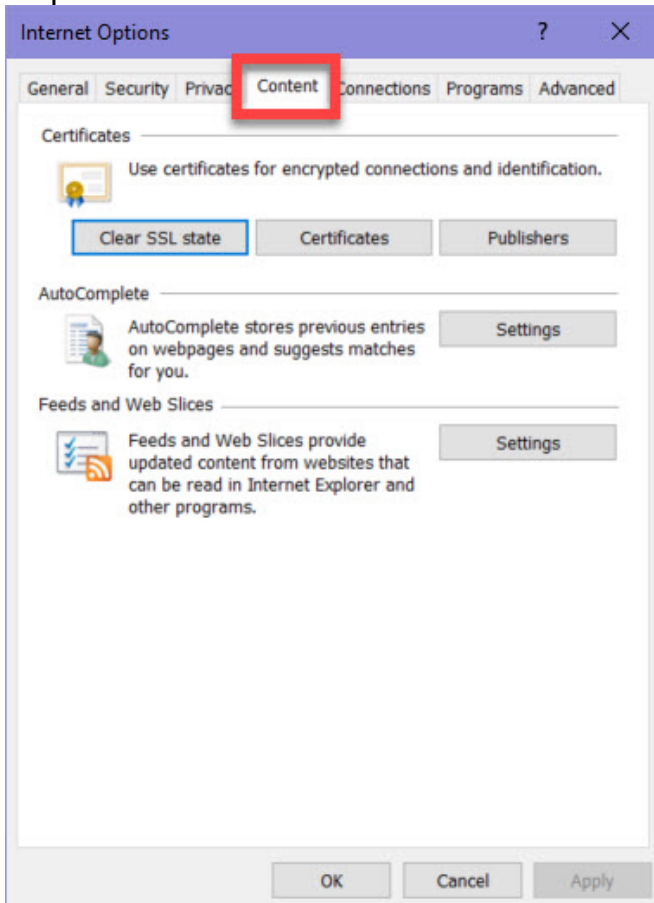 Internet Options ?
General Security Privac Content Connections Programs Advanced
Certificates
Use certificates for encrypted connections and identification.
Clear SSL state Certificates Publishers
AutoComplete
AutoComplete stores previous entries
on webpages and suggests matches
for you.
Settings
Feeds and Web Slices
Feeds and Web Slices provide
updated content from websites that
can be read in Internet Explorer and
other programs.
Settings
OK Cancel Apply